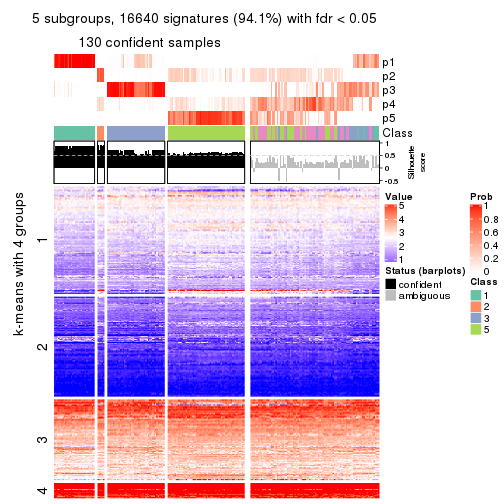 5 subgroups, 16640 signatures (94.1%) with fdr < 0.05
130 confident samples
p1
p2
p3
p4
p5
Class
1
0.5
0
-0.5
Silhouette
score
k-means with 4 groups
1
2
3
4
Value
5
4
3
2
1
Status (barplots)
confident
ambiguous
Prob
1
0.8
0.6
0.4
0.2
0
Class
1
2
3
5